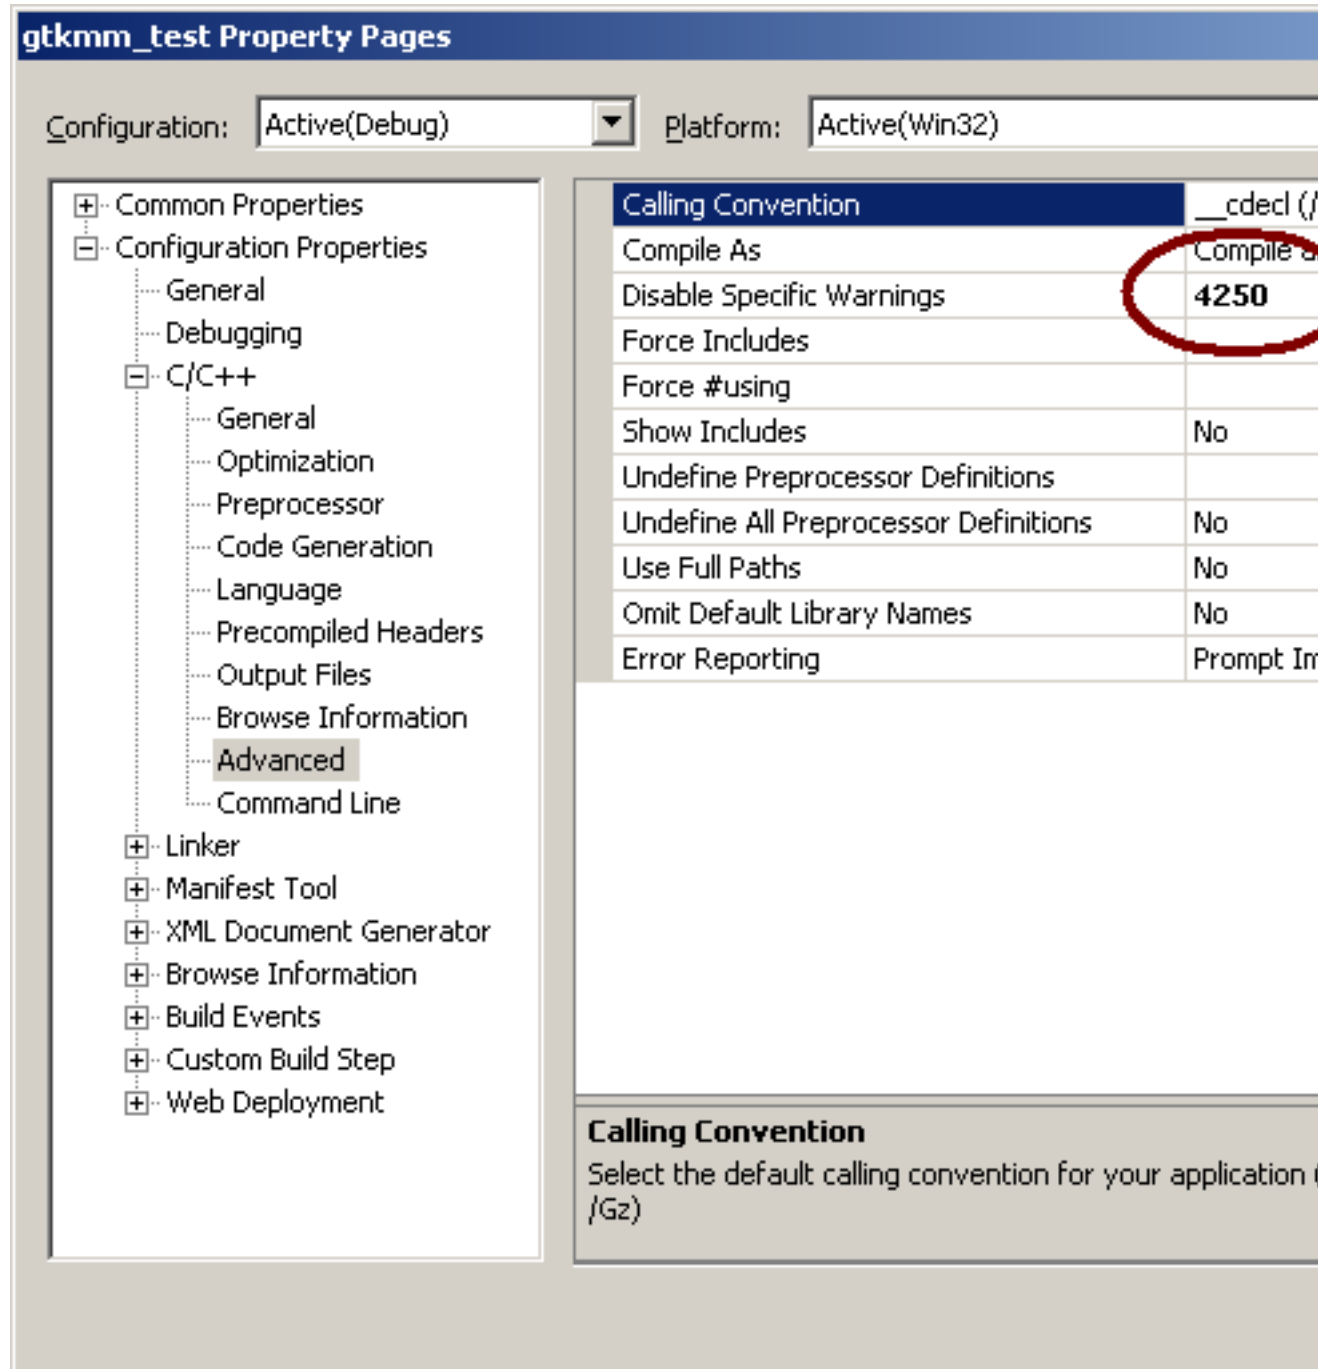 gtkmm_test Property Pages
Configuration: Active(Debug) Platform: Active(Win32)
Common Properties
Configuration Properties
General
Debugging
C/C++
General
Optimization
Preprocessor
Code Generation
Language
Precompiled Headers
Output Files
Browse Information
Advanced
Command Line
Linker
Manifest Tool
XML Document Generator
Browse Information
Build Events
Custom Build Step
Web Deployment
Calling Convention __cdecl (/
Compile As Compile
Disable Specific Warnings 4250
Force Includes
Force #using
Show Includes No
Undefine Preprocessor Definitions
Undefine All Preprocessor Definitions No
Use Full Paths No
Omit Default Library Names No
Error Reporting Prompt
Calling Convention
Select the default calling convention for your application (
/Gz)